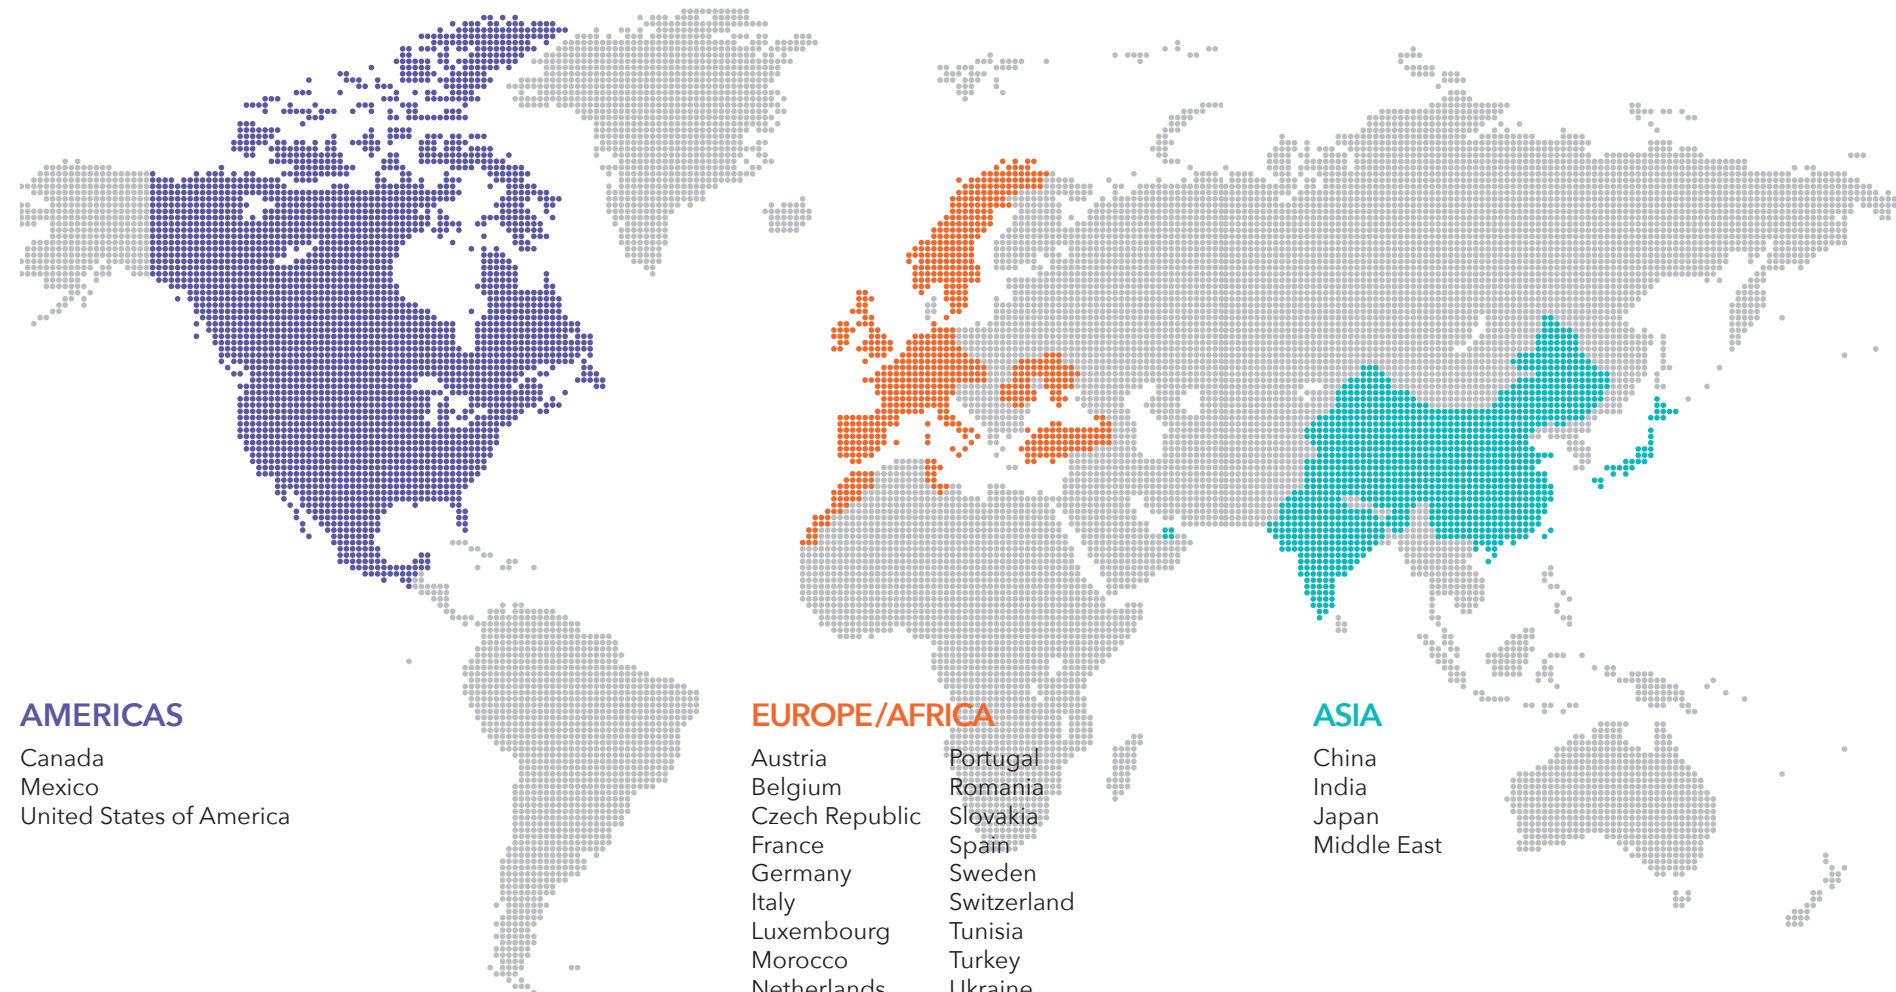 AMERICAS
Canada
Mexico
United States of America
EUROPE/AFRICA
Austria
Belgium
Czech Republic
France
Germany
Italy
Luxembourg
Morocco
Netherlands
Portugal
Romania
Slovakia
Spain
Sweden
Switzerland
Tunisia
Turkey
Ukraine
ASIA
China
India
Japan
Middle East